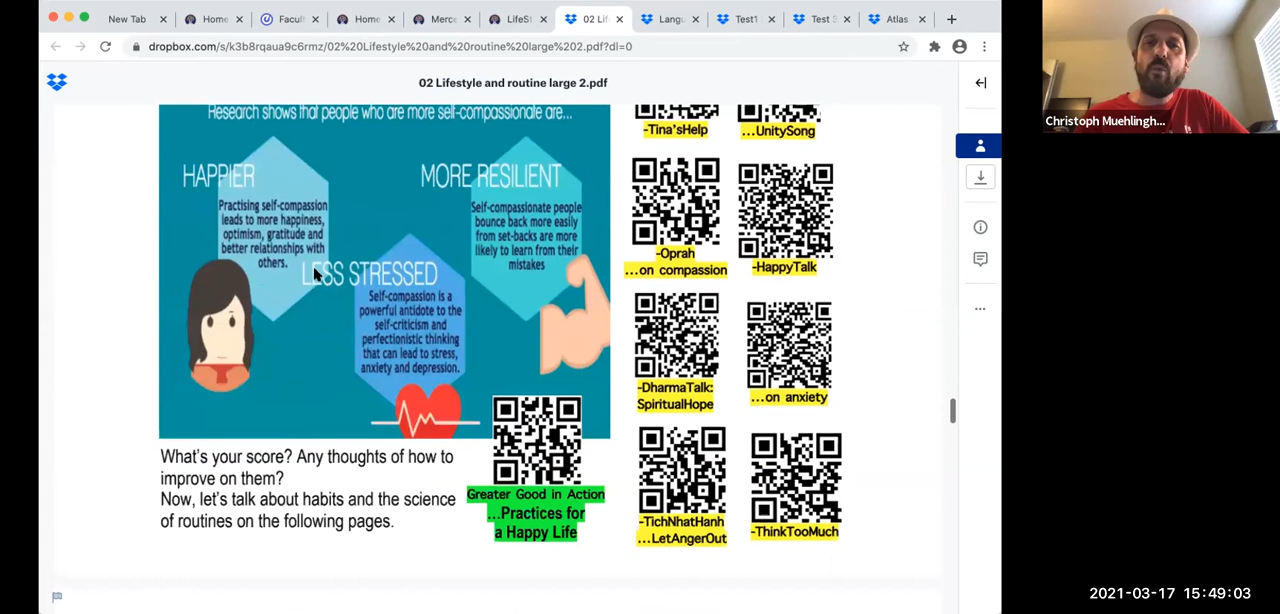 New Tab
Home
Facul
Home
Merce
LifeSt
02 Lif
Langu
Test1
Test 3
Atlas
dropbox.com/s/k3b8rqaua9c6rmz/02%20Lifestyle%20and%20routine%20large%202.pdf?dl=0
02 Lifestyle and routine large 2.pdf
Research shows that people who are more self-compassionate are...
HAPPIER
Practising self-compassion
leads to more happiness,
optimism, gratitude and
better relationships with
others.
MORE RESILIENT
Self-compassionate people
bounce back more easily
from set-backs are more
likely to learn from their
mistakes
LESS STRESSED
Self-compassion is a
powerful antidote to the
self-criticism and
perfectionistic thinking
that can lead to stress,
anxiety and depression.
What's your score? Any thoughts of how to
improve on them?
Now, let's talk about habits and the science
of routines on the following pages.
Greater Good in Action
...Practices for
a Happy Life
-Tina'sHelp
...UnitySong
-Oprah
...on compassion
-HappyTalk
-DharmaTalk:
SpiritualHope
...on anxiety
-TichNhatHanh
...LetAngerOut
-ThinkTooMuch
Christoph Muehlingh...
2021-03-17 15:49:03